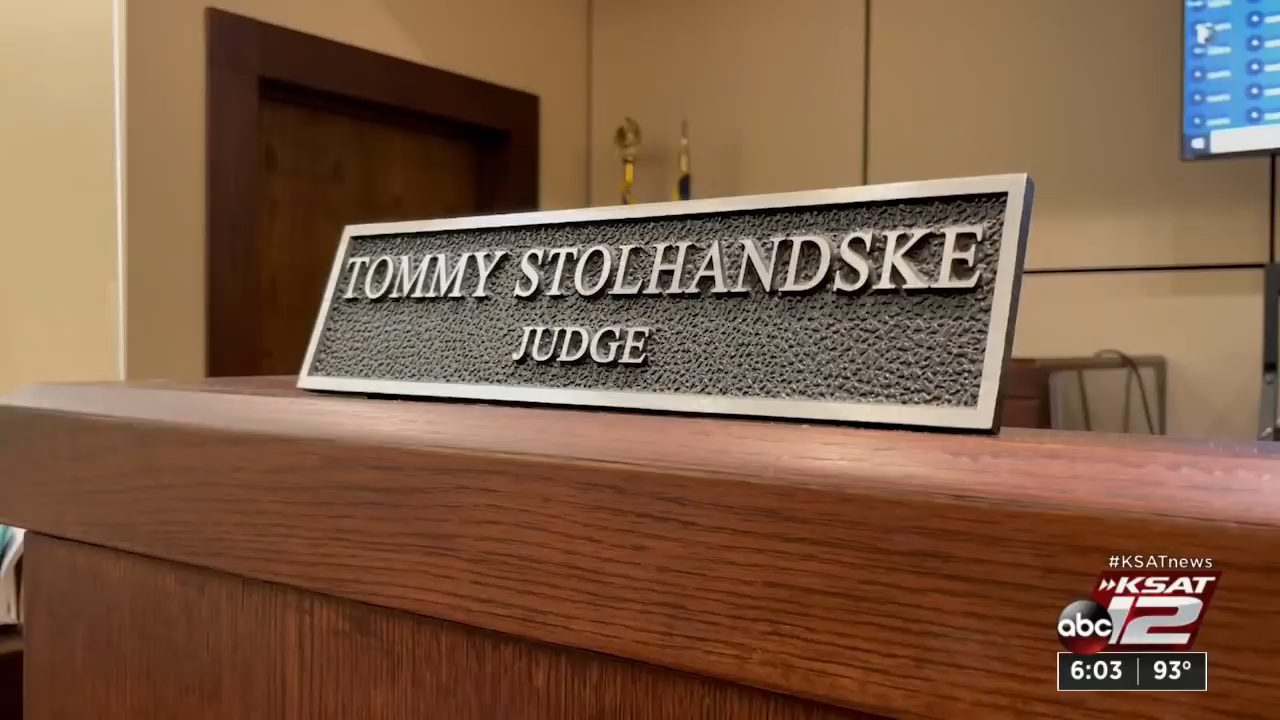 TOMMY STOLHANDSKE
JUDGE
#KSATnews
KSAT
abc 12
6:03 93°